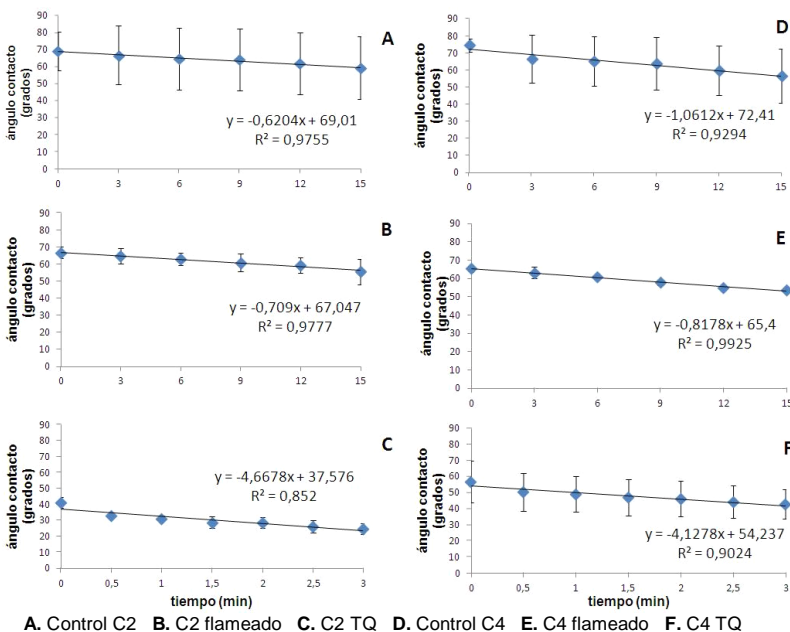 A
ángulo contacto
(grados)
90
80
70
60
50
40
30
20
10
0
y = -0,6204x + 69,01
R² = 0,9755
0 3 6 9 12 15
D
ángulo contacto
(grados)
90
80
70
60
50
40
30
20
10
0
y = -1,0612x + 72,41
R² = 0,9294
0 3 6 9 12 15
B
ángulo contacto
(grados)
90
80
70
60
50
40
30
20
10
0
y = -0,709x + 67,047
R² = 0,9777
0 3 6 9 12 15
E
ángulo contacto
(grados)
90
80
70
60
50
40
30
20
10
0
y = -0,8178x + 65,4
R² = 0,9925
0 3 6 9 12 15
C
ángulo contacto
(grados)
90
80
70
60
50
40
30
20
10
0
y = -4,6678x + 37,576
R² = 0,852
0 0,5 1 1,5 2 2,5 3
tiempo (min)
F
ángulo contacto
(grados)
90
80
70
60
50
40
30
20
10
0
y = -4,1278x + 54,237
R² = 0,9024
0 0,5 1 1,5 2 2,5 3
tiempo (min)
A. Control C2 B. C2 flameado C. C2 TQ D. Control C4 E. C4 flameado F. C4 TQ